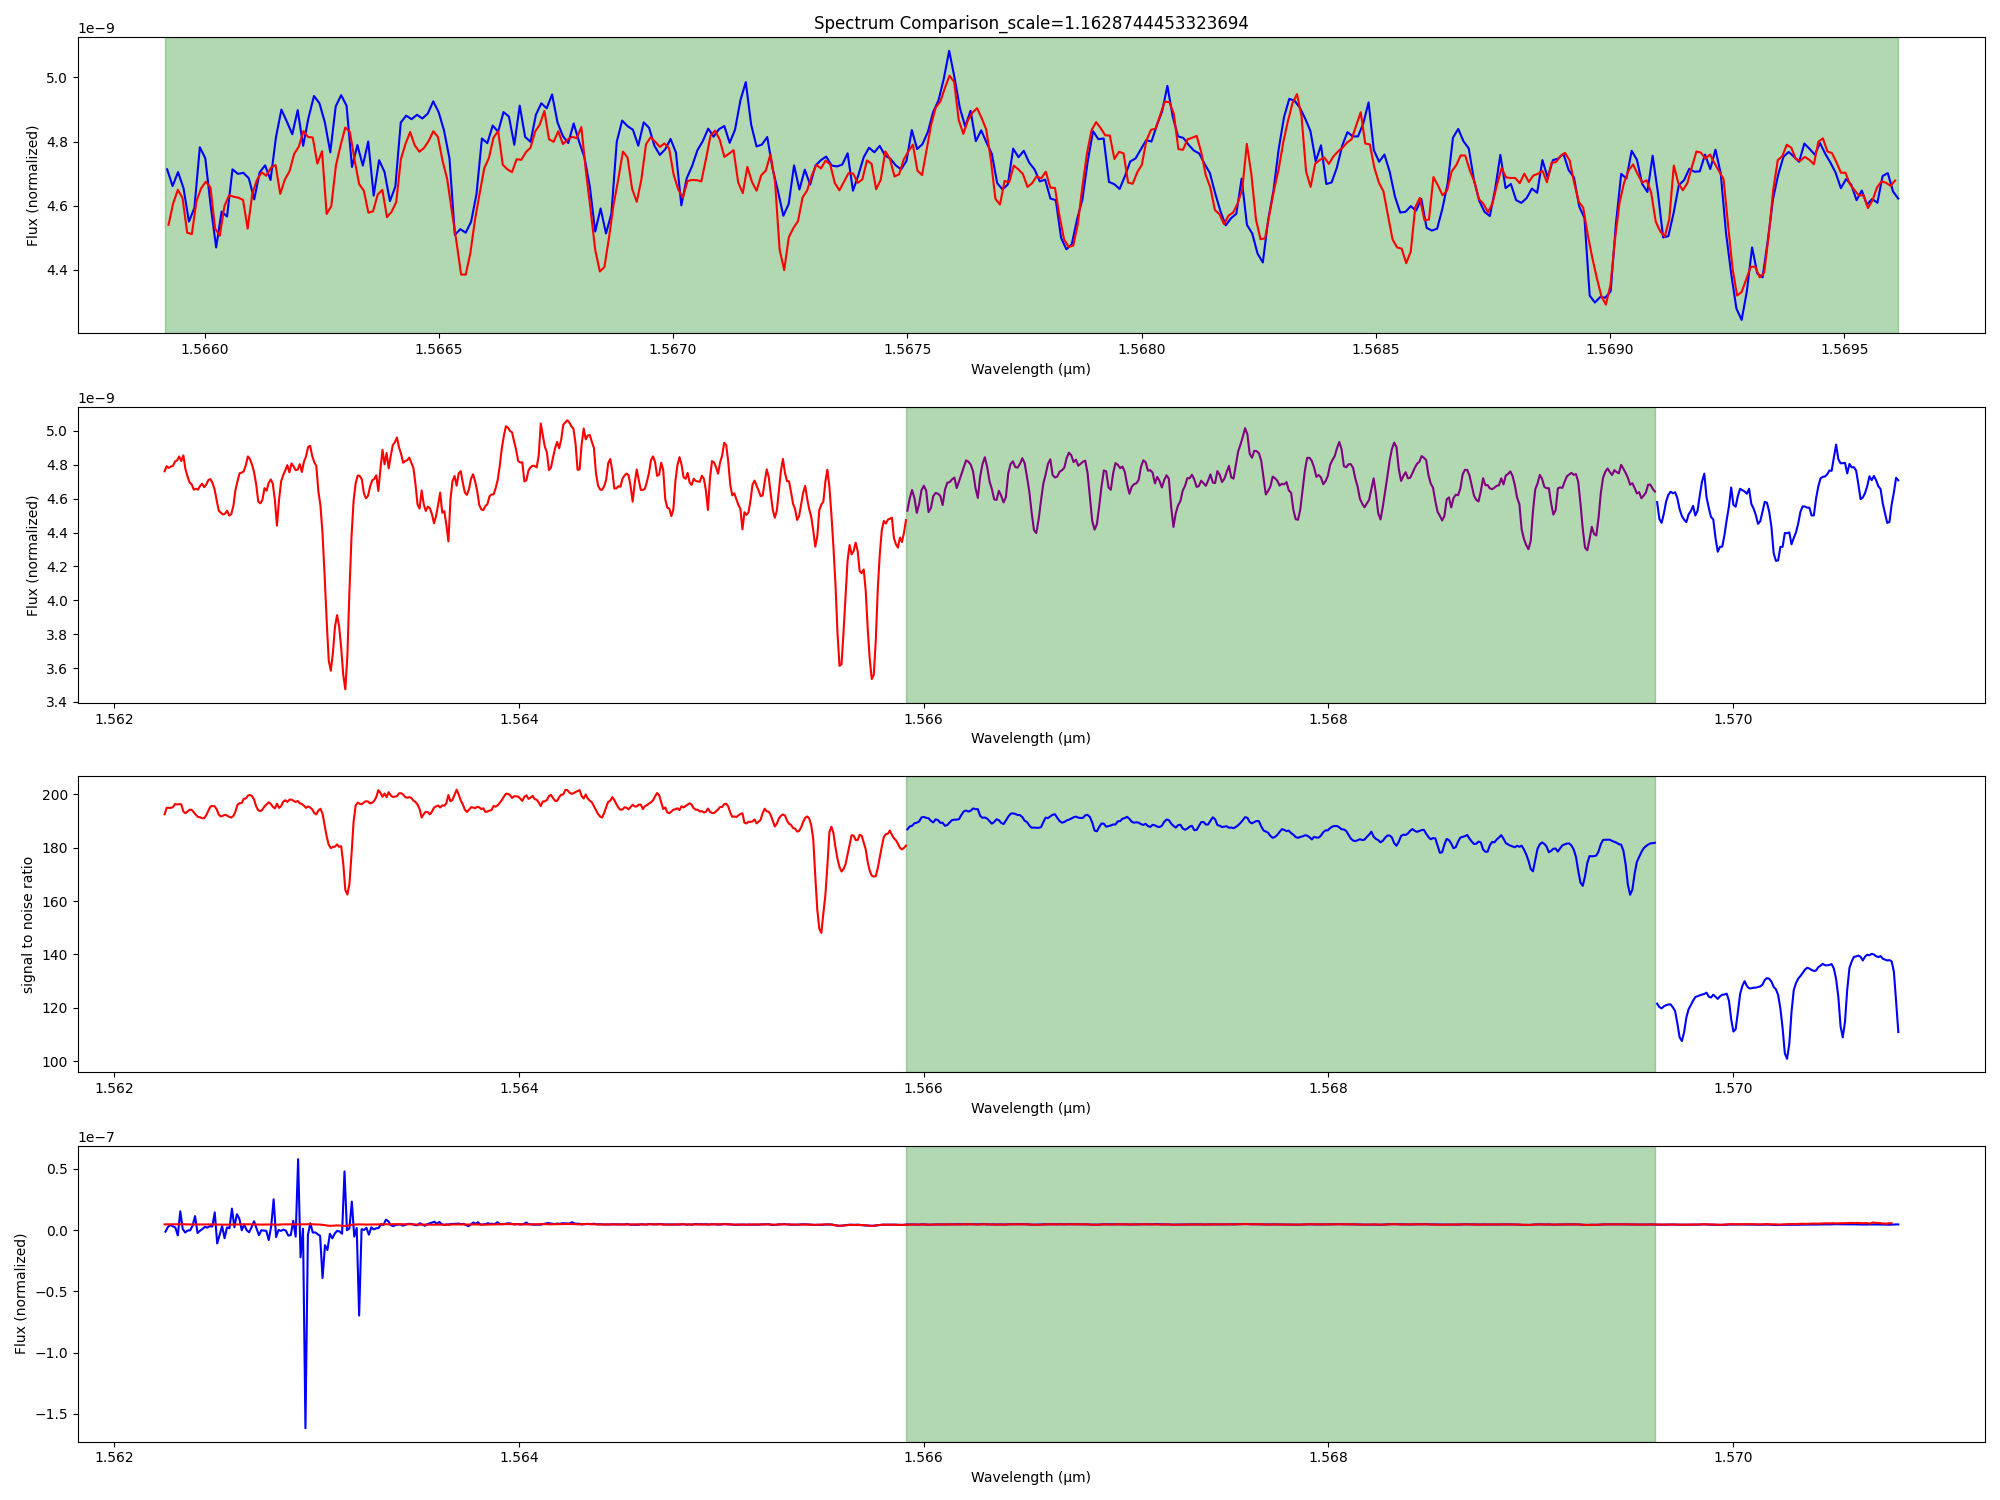 Spectrum Comparison_scale=1.1628744453323694
1e−9
5.0
4.8
4.6
4.4
Flux (normalized)
1.5660 1.5665 1.5670 1.5675 1.5680 1.5685 1.5690 1.5695
Wavelength (μm)
1e−9
5.0
4.8
4.6
4.4
4.2
4.0
3.8
3.6
3.4
Flux (normalized)
1.562 1.564 1.566 1.568 1.570
Wavelength (μm)
200
180
160
140
120
100
signal to noise ratio
1.562 1.564 1.566 1.568 1.570
Wavelength (μm)
1e−7
0.5
0.0
−0.5
−1.0
−1.5
Flux (normalized)
1.562 1.564 1.566 1.568 1.570
Wavelength (μm)